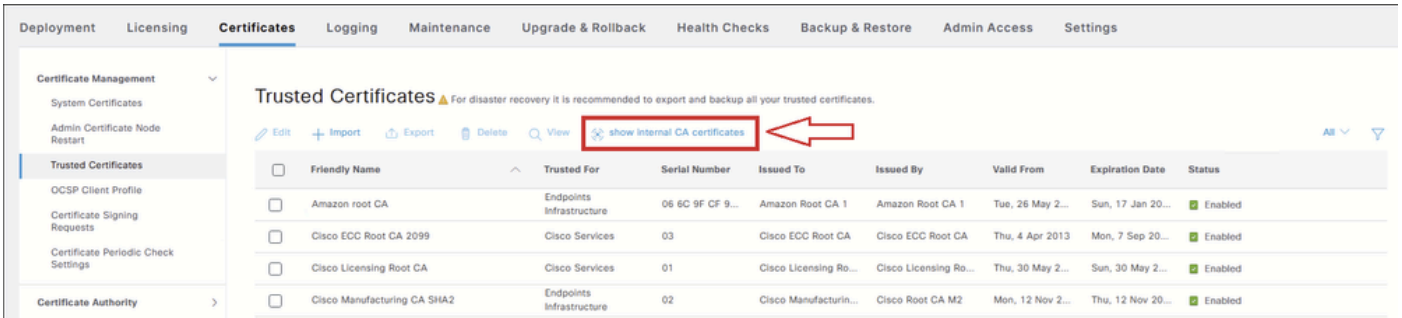 Deployment Licensing Certificates Logging Maintenance Upgrade & Rollback Health Checks Backup & Restore Admin Access Settings
Certificate Management
System Certificates
Admin Certificate Node
Restart
Trusted Certificates
OCSP Client Profile
Certificate Signing
Requests
Certificate Periodic Check
Settings
Certificate Authority
Trusted Certificates For disaster recovery it is recommended to export and backup all your trusted certificates.
Edit Import Export Delete View show internal CA certificates All
Friendly Name Trusted For Serial Number Issued To Issued By Valid From Expiration Date Status
Amazon root CA Endpoints Infrastructure 06 6C 9F CF 9... Amazon Root CA 1 Amazon Root CA 1 Tue, 26 May 2... Sun, 17 Jan 20... Enabled
Cisco ECC Root CA 2099 Cisco Services 03 Cisco ECC Root CA Cisco ECC Root CA Thu, 4 Apr 2013 Mon, 7 Sep 20... Enabled
Cisco Licensing Root CA Cisco Services 01 Cisco Licensing Ro... Cisco Licensing Ro... Thu, 30 May 2... Sun, 30 May 2... Enabled
Cisco Manufacturing CA SHA2 Endpoints Infrastructure 02 Cisco Manufacturin... Cisco Root CA M2 Mon, 12 Nov 2... Thu, 12 Nov 20... Enabled